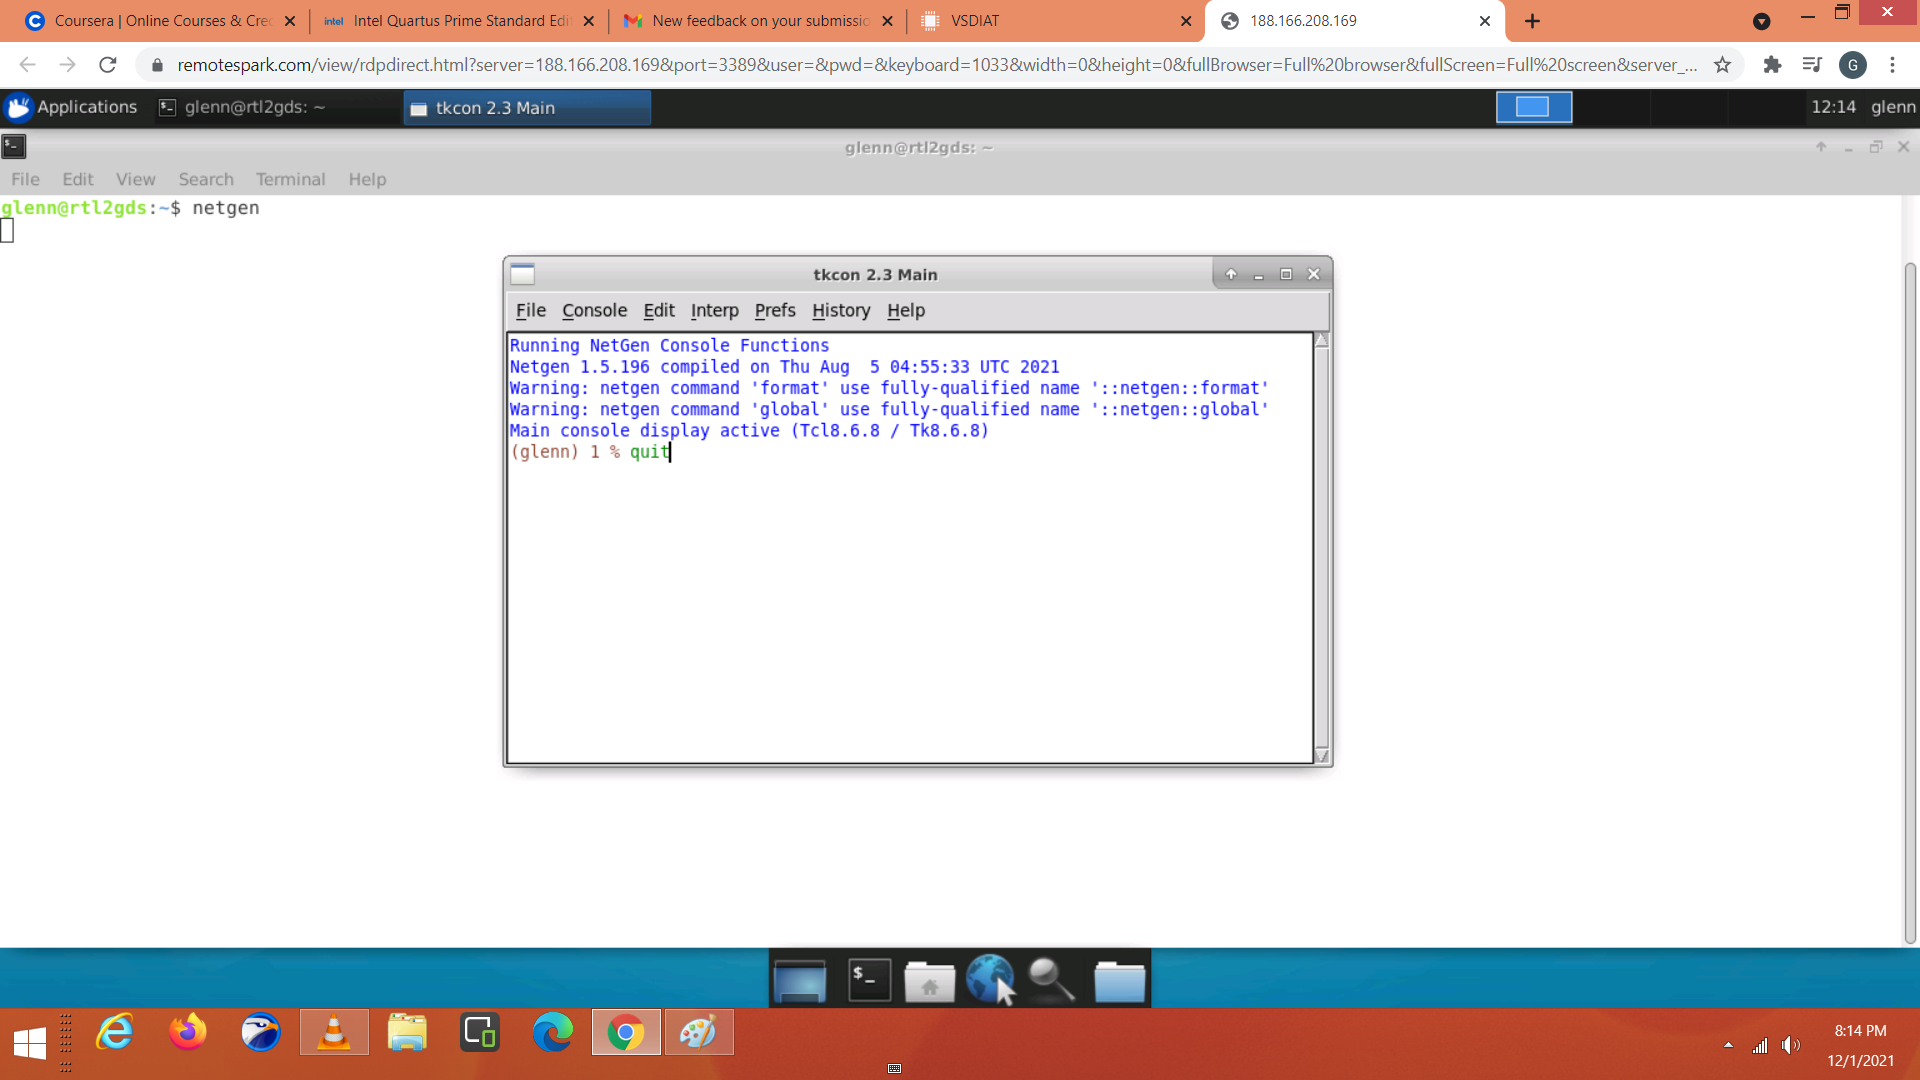 Coursera | Online Courses & Cre
Intel Quartus Prime Standard Edi
New feedback on your submissio
VSDIAT
188.166.208.169
remotespark.com/view/rdpdirect.html?server=188.166.208.169&port=3389&user=&pwd=&keyboard=1033&width=0&height=0&fullBrowser=Full%20browser&fullScreen=Full%20screen&server_...
G
Applications
glenn@rtl2gds: ~
tkcon 2.3 Main
12:14
glenn
glenn@rtl2gds: ~
File Edit View Search Terminal Help
glenn@rtl2gds:~$ netgen
tkcon 2.3 Main
File Console Edit Interp Prefs History Help
Running NetGen Console Functions
Netgen 1.5.196 compiled on Thu Aug  5 04:55:33 UTC 2021
Warning: netgen command 'format' use fully-qualified name '::netgen::format'
Warning: netgen command 'global' use fully-qualified name '::netgen::global'
Main console display active (Tcl8.6.8 / Tk8.6.8)
(glenn) 1 % quit
8:14 PM
12/1/2021